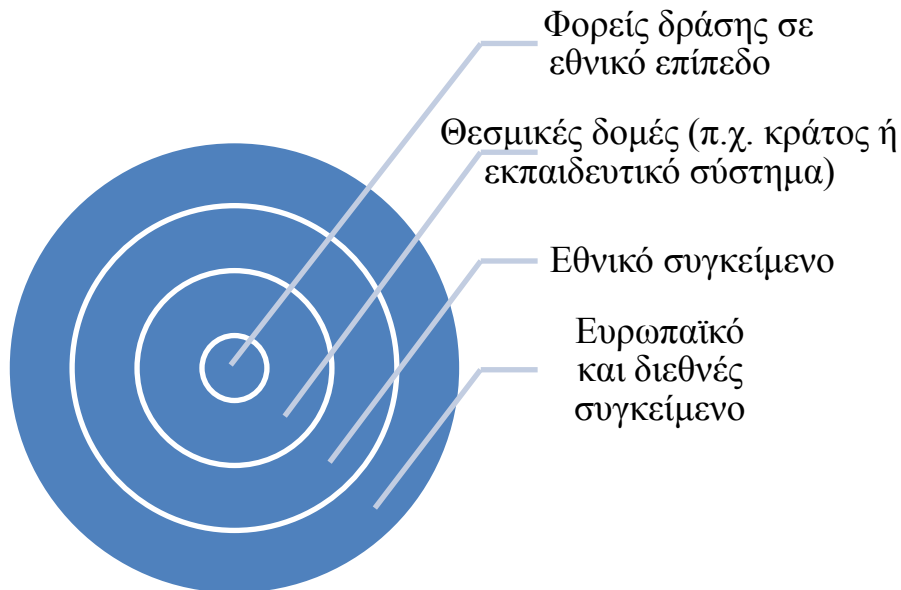 Φορείς δράσης σε
εθνικό επίπεδο
Θεσμικές δομές (π.χ. κράτος ή
εκπαιδευτικό σύστημα)
Εθνικό συγκείμενο
Ευρωπαϊκό
και διεθνές
συγκείμενο